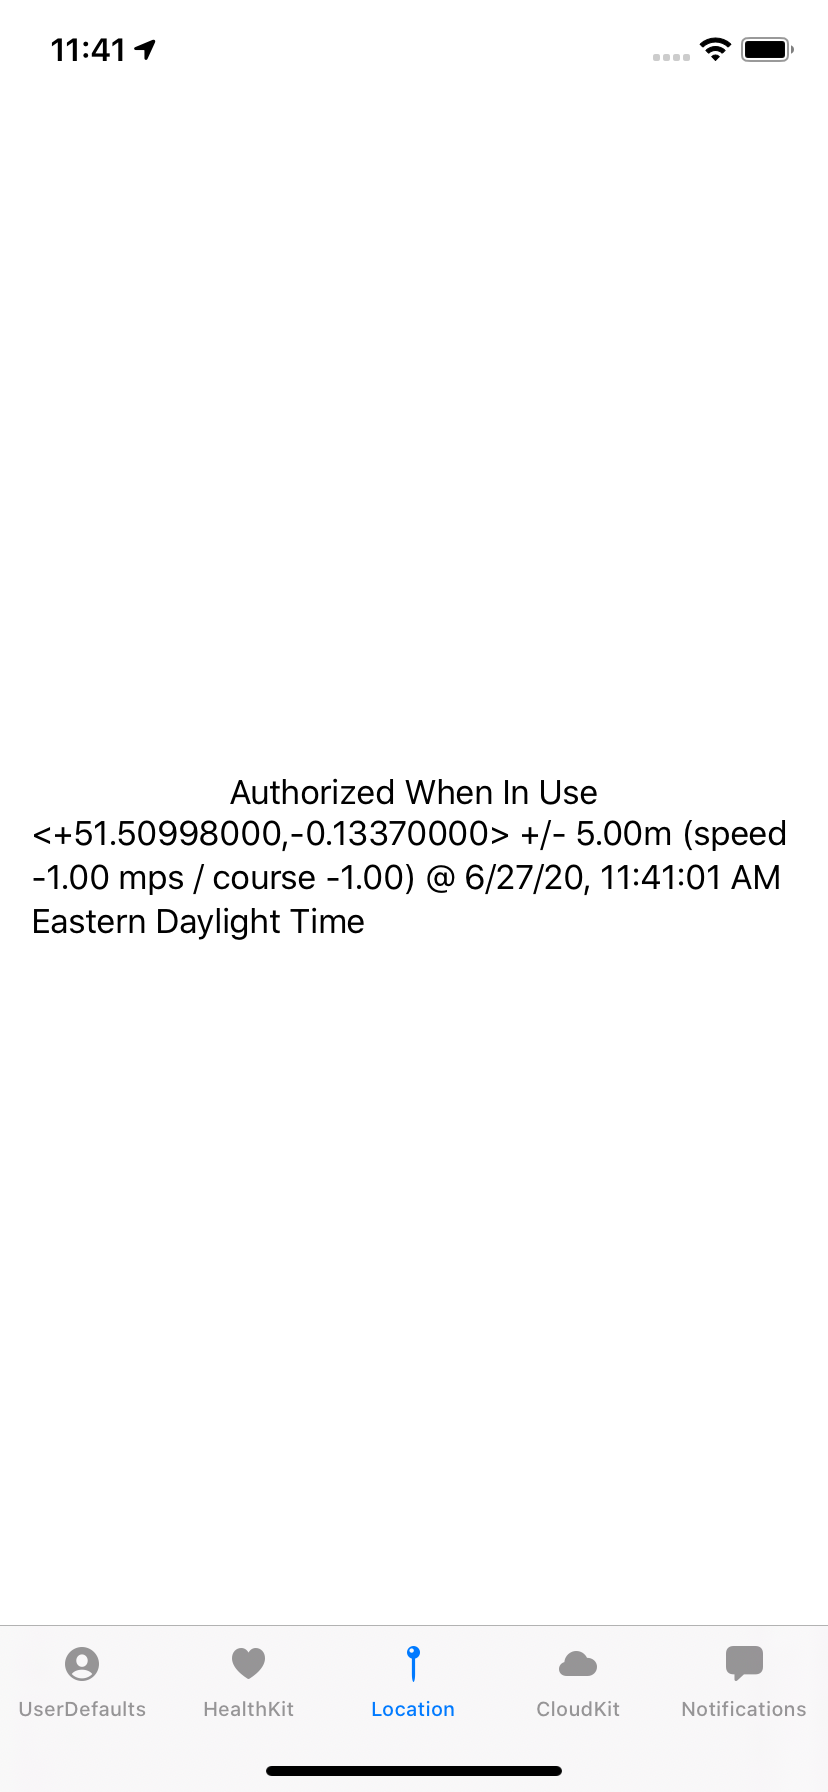 11:41
Authorized When In Use
<+51.50998000,-0.13370000> +/- 5.00m (speed
-1.00 mps / course -1.00) @ 6/27/20, 11:41:01 AM
Eastern Daylight Time
UserDefaults
HealthKit
Location
CloudKit
Notifications